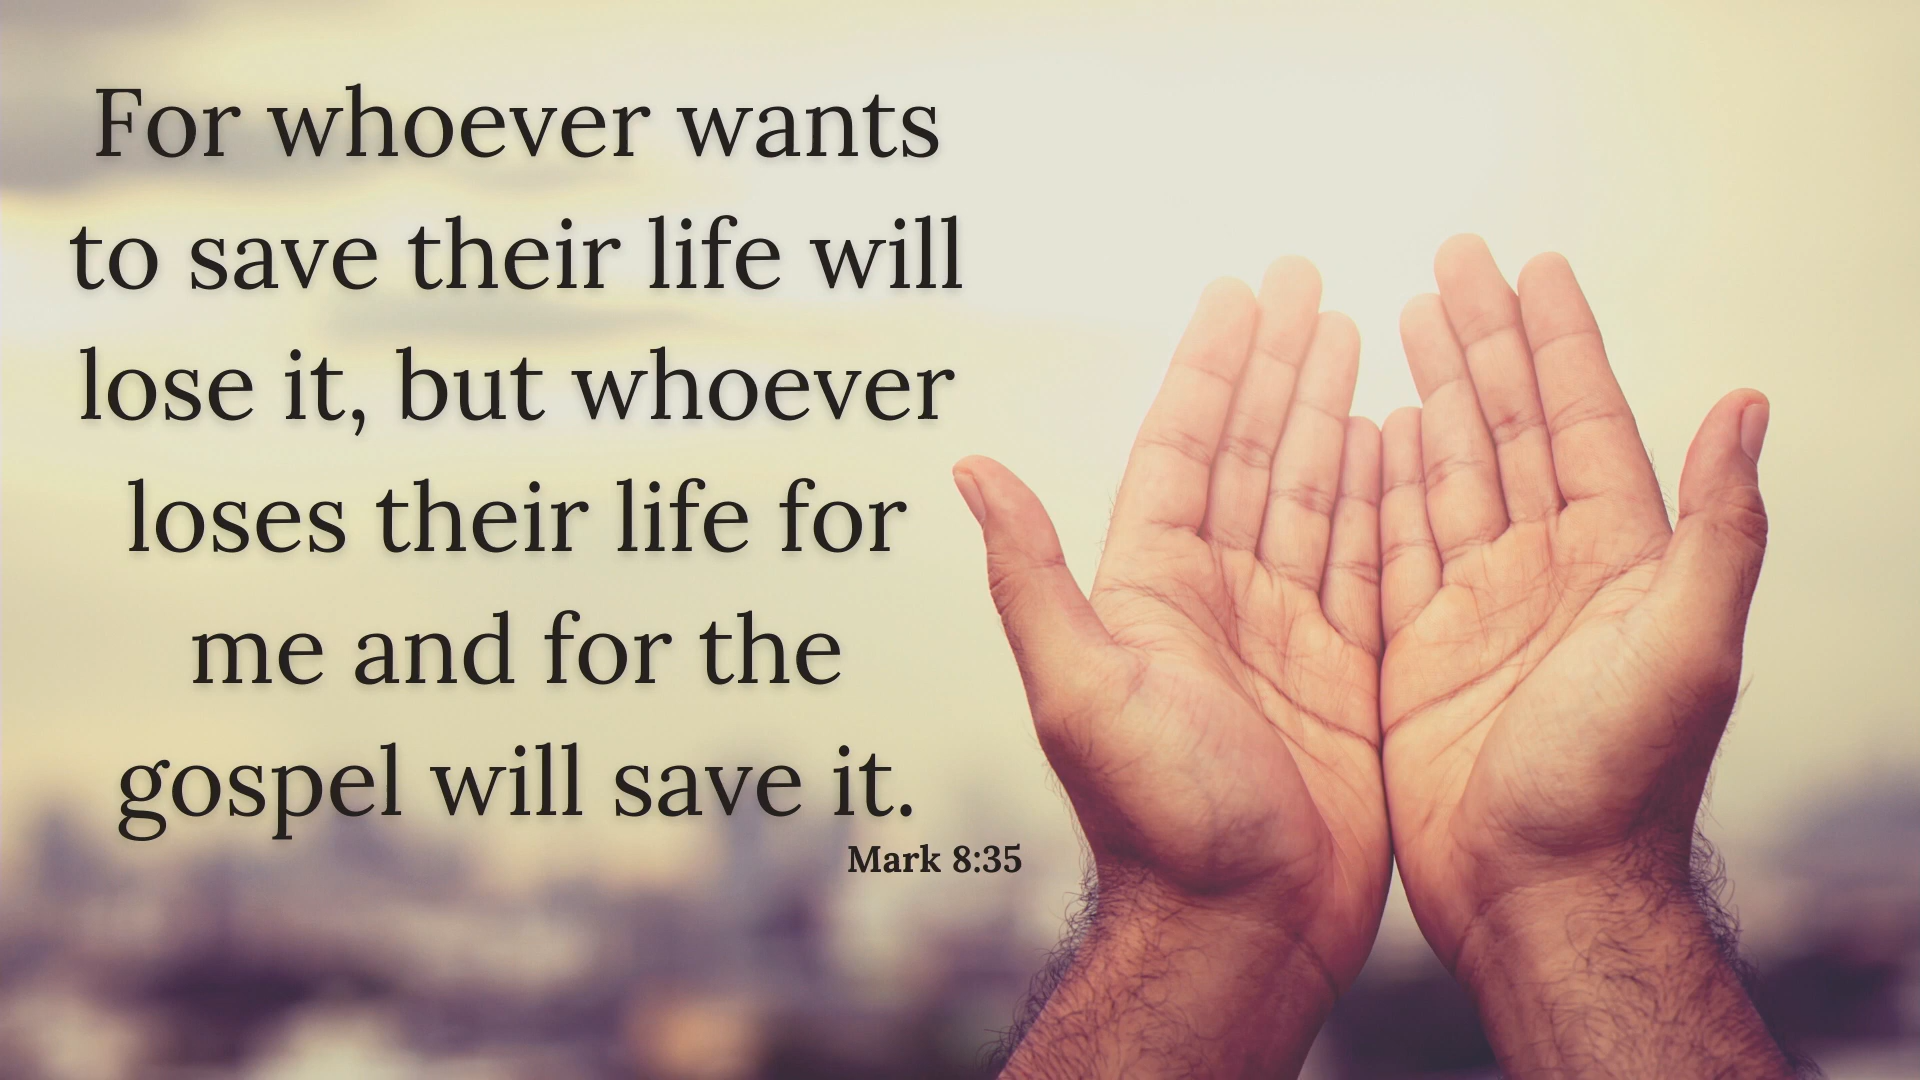 For whoever wants
to save their life will
lose it, but whoever
loses their life for
me and for the
gospel will save it.
Mark 8:35